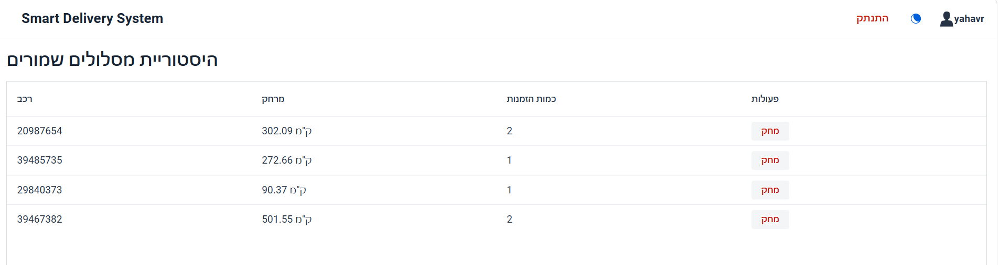 Smart Delivery System התנתק yahavr
היסטוריית מסלולים שמורים
רכב מרחק כמות הזמנות פעולות
20987654 302.09 ק"מ 2 מחק
39485735 272.66 ק"מ 1 מחק
29840373 90.37 ק"מ 1 מחק
39467382 501.55 ק"מ 2 מחק